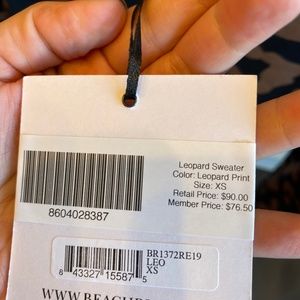 Leopard Sweater
Color: Leopard Print
Size: XS
Retail Price: $90.00
Member Price: $76.50
8604028387
BR1372RE19
LEO
XS
8 43327 15587 5